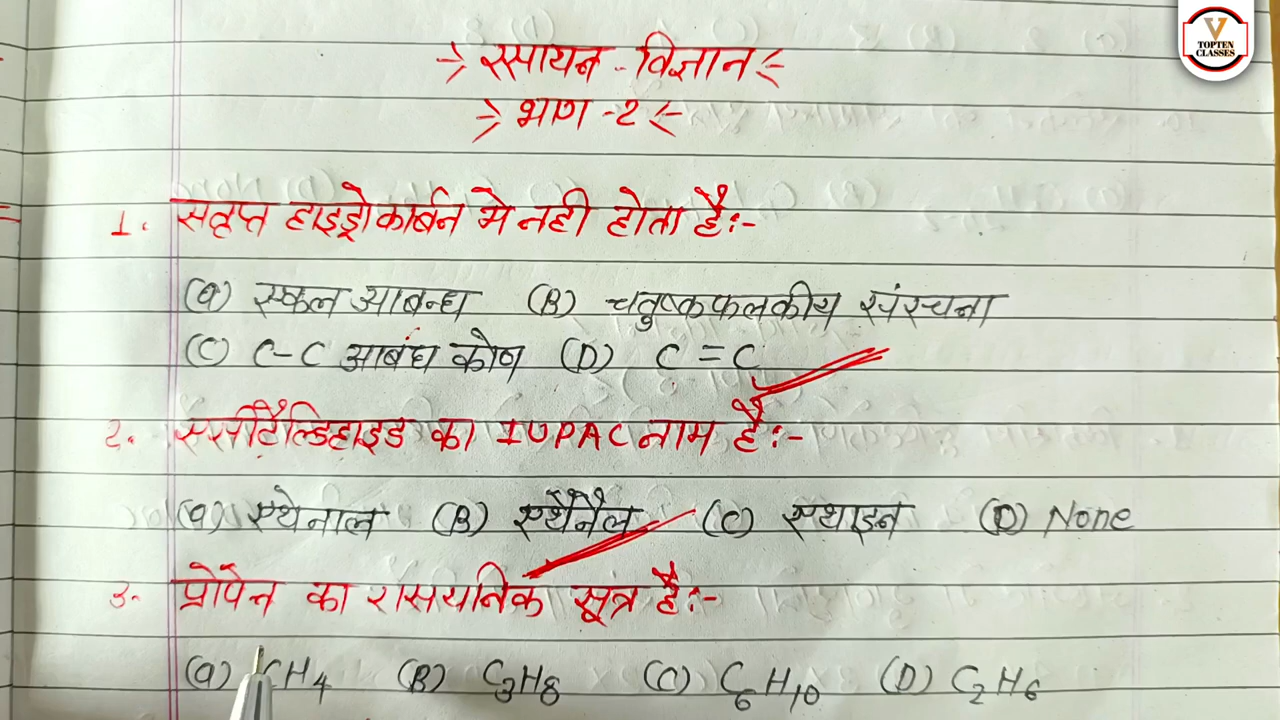 V
TOPTEN
CLASSES
रसायन - विज्ञान
भाग -2
1. सतृप्त हाइड्रोकार्बन मे नही होता है:-
(a) एकल आबन्ध (B) चतुष्कफलकीय संरचना
(C) C-C आबंध कोण (D) C = C
2. एसीटैल्डिहाइड का IUPAC नाम है:-
(a) एथेनाल (B) एथैनैल (C) एथाइन (D) None
3- प्रोपेन का रासयनिक सूत्र है:-
(a) CH4 (B) C3H8 (C) C6H10 (D) C2H6